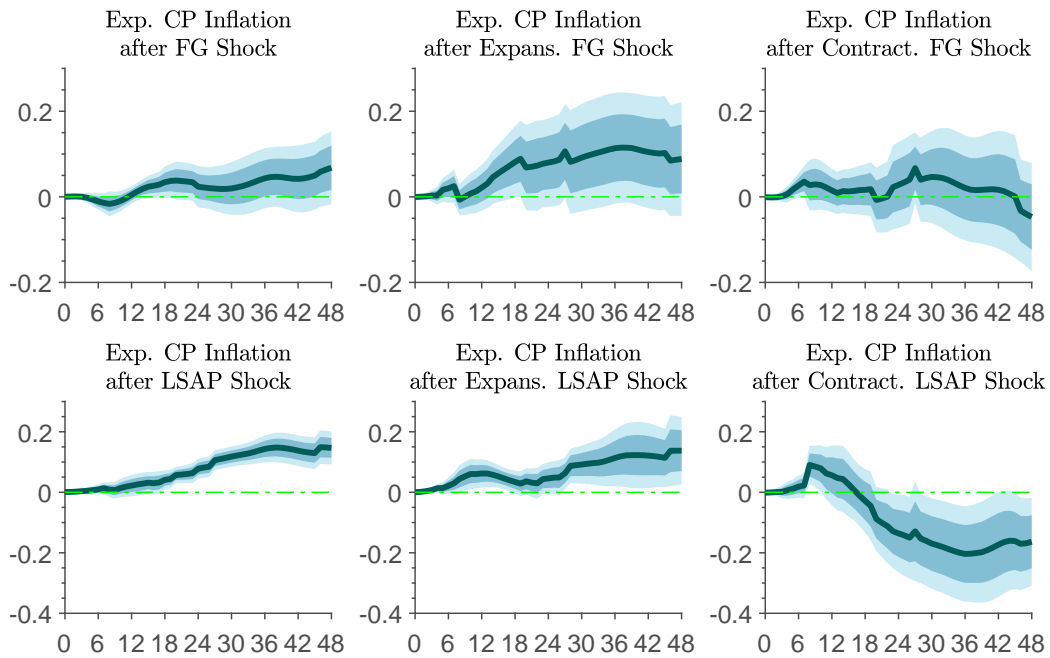 Exp. CP Inflation
after FG Shock
Exp. CP Inflation
after Expans. FG Shock
Exp. CP Inflation
after Contract. FG Shock
0.2
0
-0.2
0 6 12 18 24 30 36 42 48
0.2
0
-0.2
0 6 12 18 24 30 36 42 48
0.2
0
-0.2
0 6 12 18 24 30 36 42 48
Exp. CP Inflation
after LSAP Shock
Exp. CP Inflation
after Expans. LSAP Shock
Exp. CP Inflation
after Contract. LSAP Shock
0.2
0
-0.2
-0.4
0 6 12 18 24 30 36 42 48
0.2
0
-0.2
-0.4
0 6 12 18 24 30 36 42 48
0.2
0
-0.2
-0.4
0 6 12 18 24 30 36 42 48